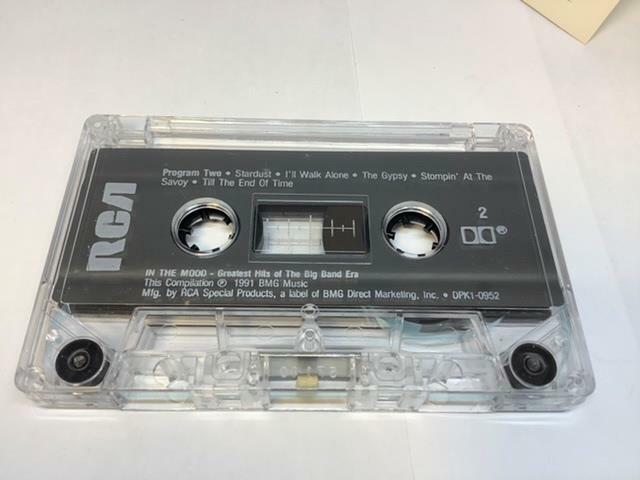 Program Two • Stardust • I'll Walk Alone • The Gypsy • Stompin' At The
Savoy • Till The End Of Time
RCA
2
IN THE MOOD - Greatest Hits of The Big Band Era
This Compilation ℗ 1991 BMG Music
Mfg. by RCA Special Products, a label of BMG Direct Marketing, Inc. • DPK1-0952